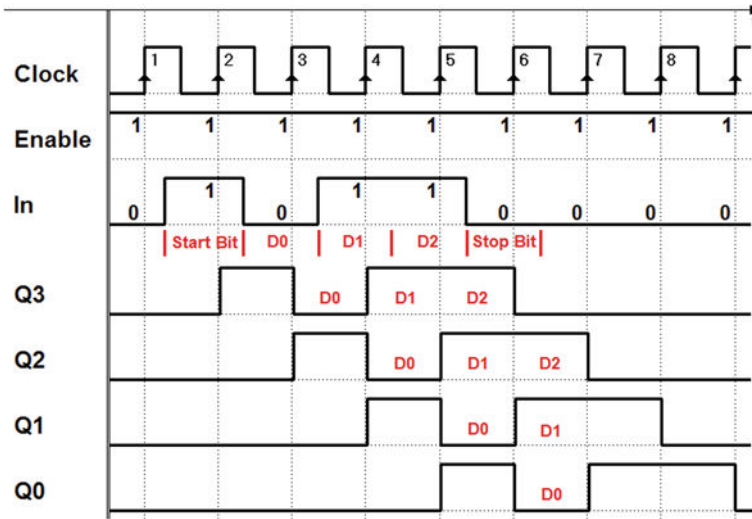 1 2 3 4 5 6 7 8
Clock
1 1 1 1 1 1 1 1 1
Enable
1 1 1
In
0 0 0 0 0 0
Start Bit D0 D1 D2 Stop Bit
Q3
D0 D1 D2
Q2
D0 D1 D2
Q1
D0 D1
Q0
D0